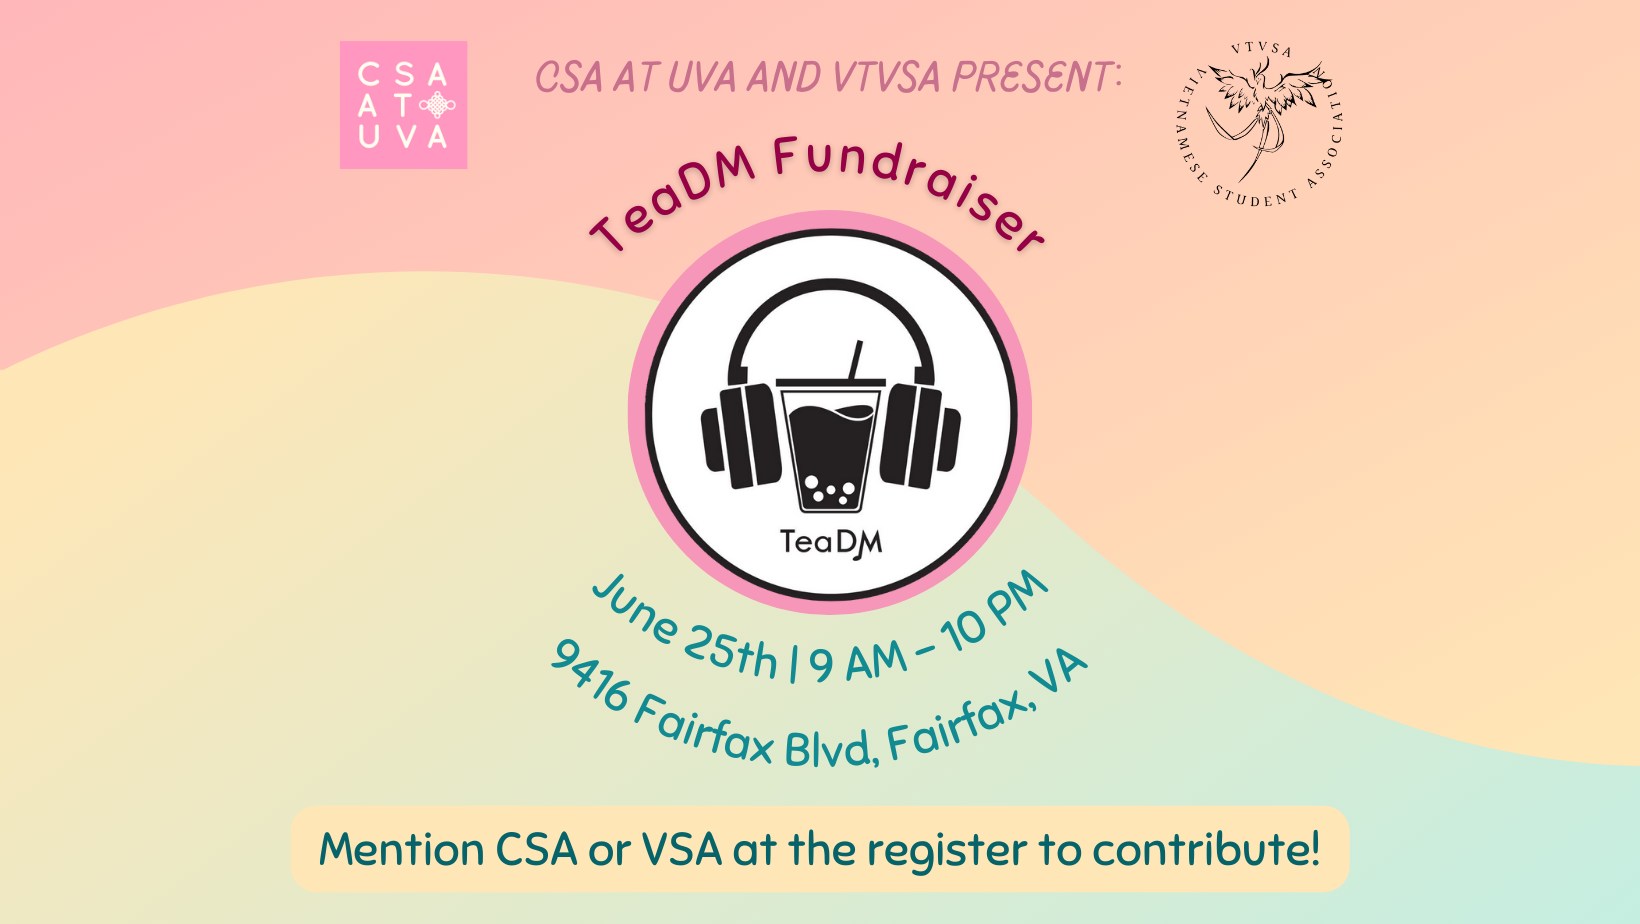 CSA
AT
UVA
CSA AT UVA AND VTVSA PRESENT:
VTVSA
VIETNAMESE STUDENT ASSOCIATION
TeaDM Fundraiser
TeaDM
June 25th | 9 AM – 10 PM
9416 Fairfax Blvd, Fairfax, VA
Mention CSA or VSA at the register to contribute!